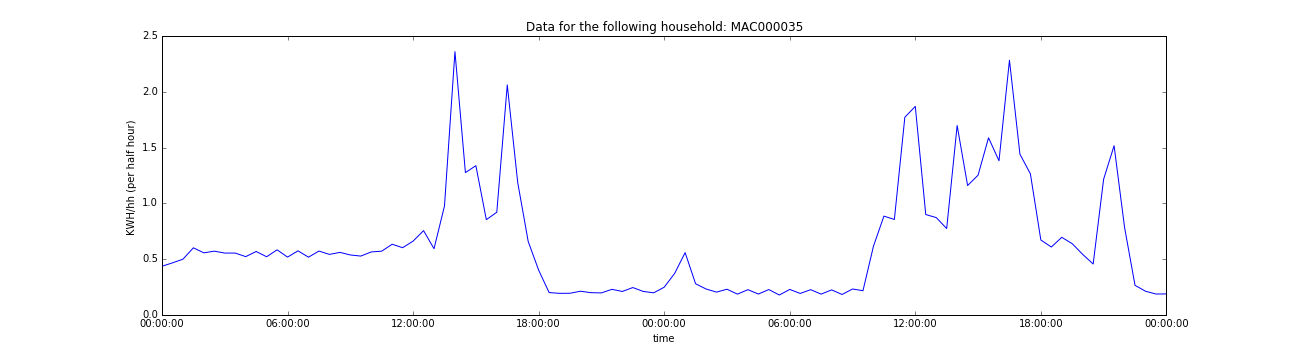 Data for the following household: MAC000035
2.5
2.0
1.5
1.0
0.5
0.0
KWH/hh (per half hour)
00:00:00 06:00:00 12:00:00 18:00:00 00:00:00 06:00:00 12:00:00 18:00:00 00:00:00
time